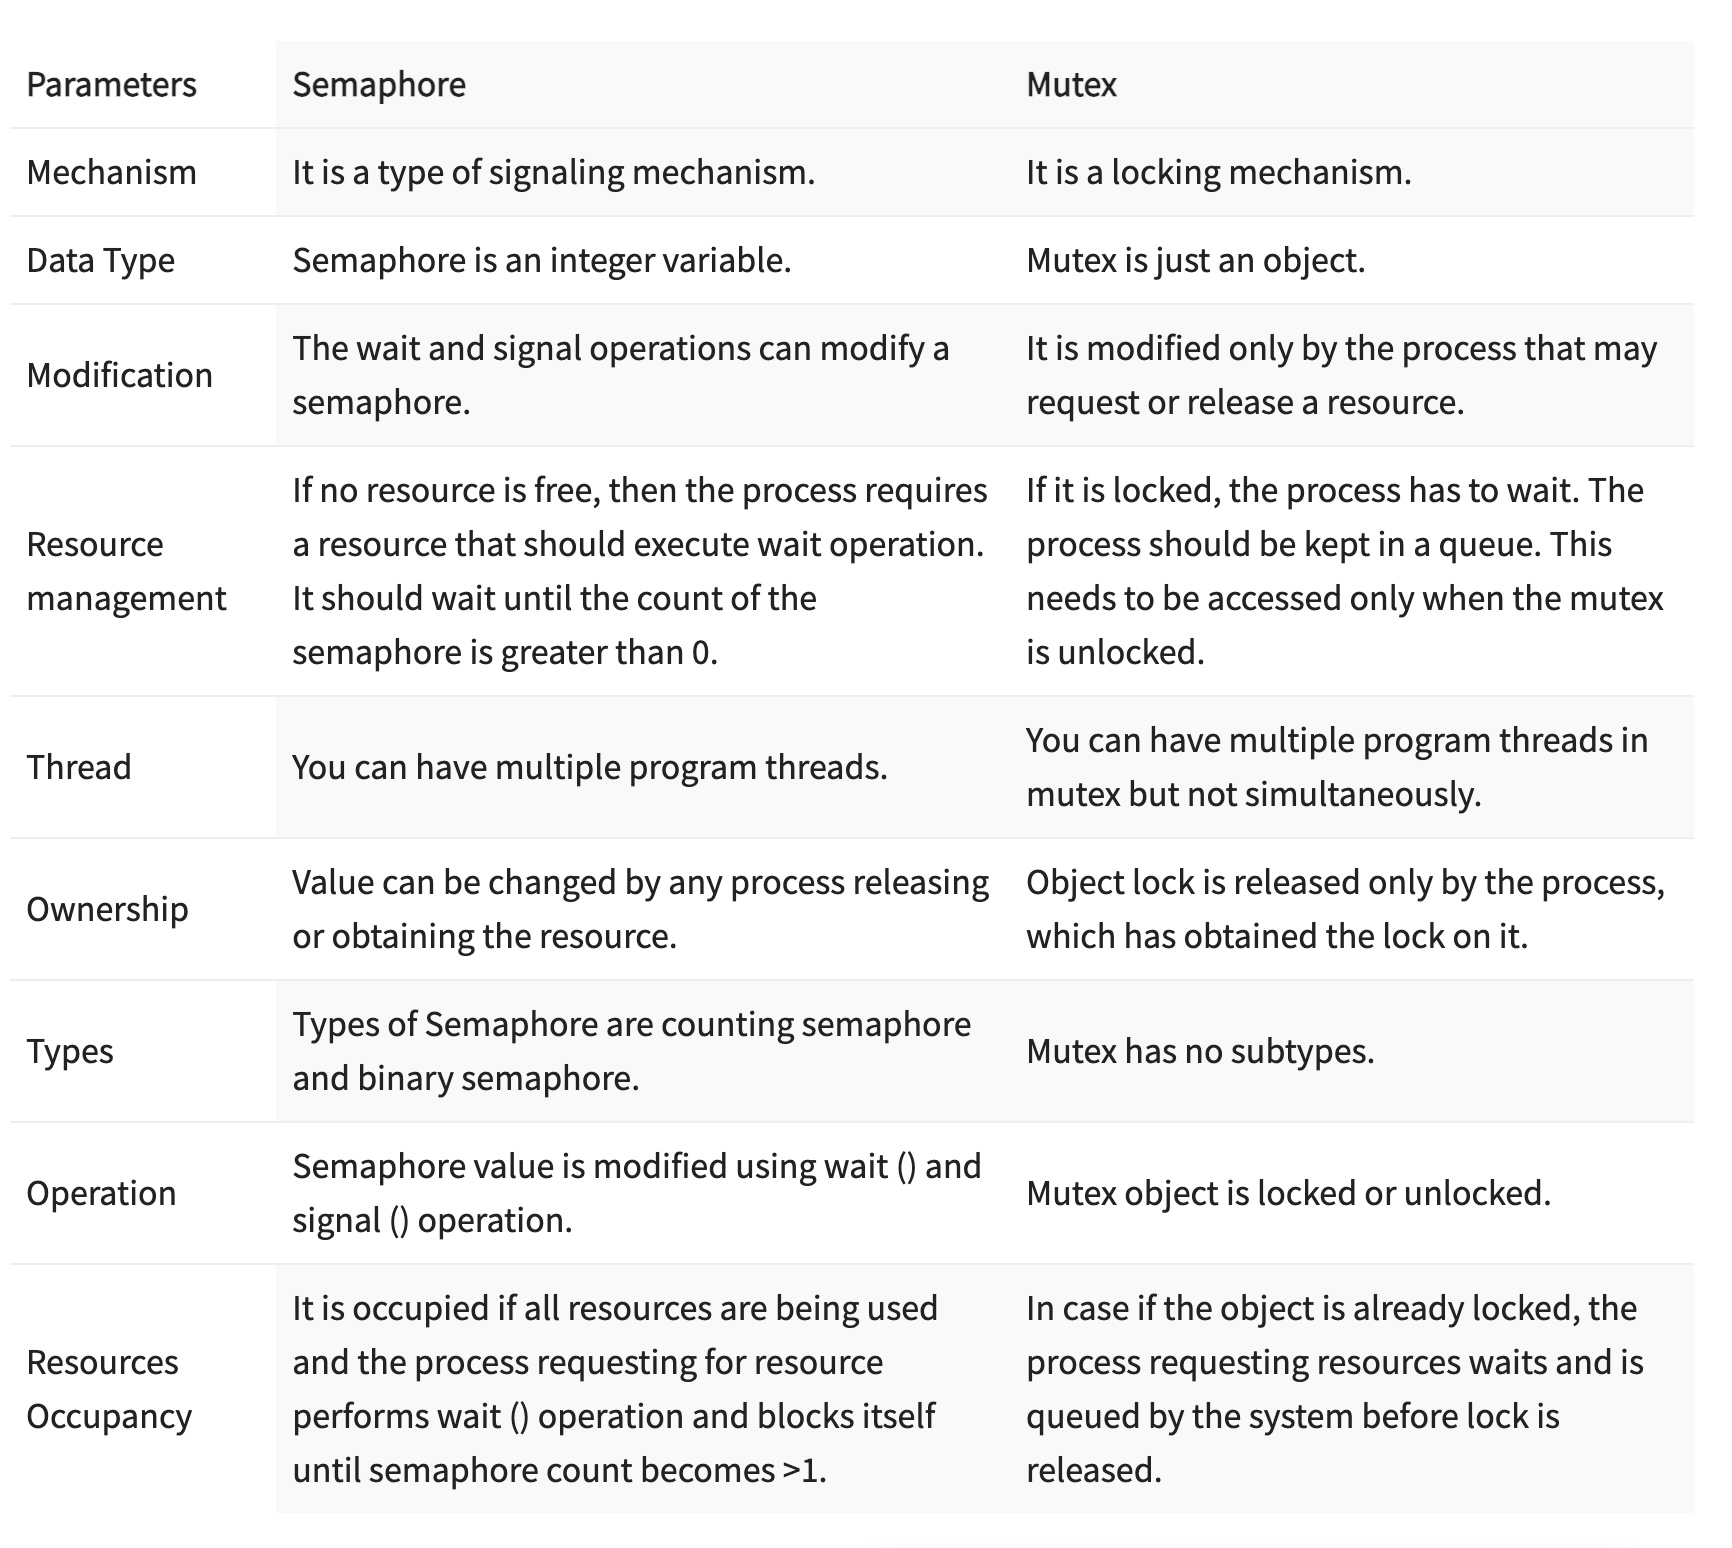 Parameters Semaphore Mutex
Mechanism It is a type of signaling mechanism. It is a locking mechanism.
Data Type Semaphore is an integer variable. Mutex is just an object.
Modification
The wait and signal operations can modify a
semaphore.
It is modified only by the process that may
request or release a resource.
Resource
management
If no resource is free, then the process requires
a resource that should execute wait operation.
It should wait until the count of the
semaphore is greater than 0.
If it is locked, the process has to wait. The
process should be kept in a queue. This
needs to be accessed only when the mutex
is unlocked.
Thread
You can have multiple program threads.
You can have multiple program threads in
mutex but not simultaneously.
Ownership
Value can be changed by any process releasing
or obtaining the resource.
Object lock is released only by the process,
which has obtained the lock on it.
Types
Types of Semaphore are counting semaphore
and binary semaphore.
Mutex has no subtypes.
Operation
Semaphore value is modified using wait () and
signal () operation.
Mutex object is locked or unlocked.
Resources
Occupancy
It is occupied if all resources are being used
and the process requesting for resource
performs wait () operation and blocks itself
until semaphore count becomes >1.
In case if the object is already locked, the
process requesting resources waits and is
queued by the system before lock is
released.